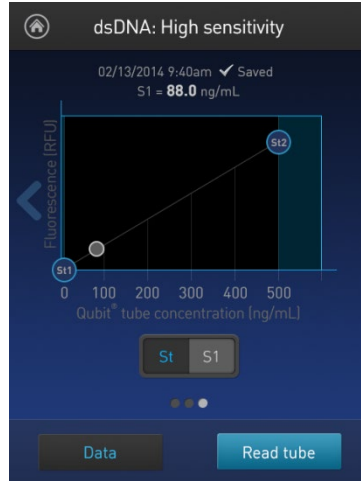 dsDNA: High sensitivity
02/13/2014 9:40am ✔ Saved
S1 = 88.0 ng/mL
Fluorescence (RFU)
St2
St1
0 100 200 300 400 500
Qubit® tube concentration (ng/mL)
St S1
Data Read tube